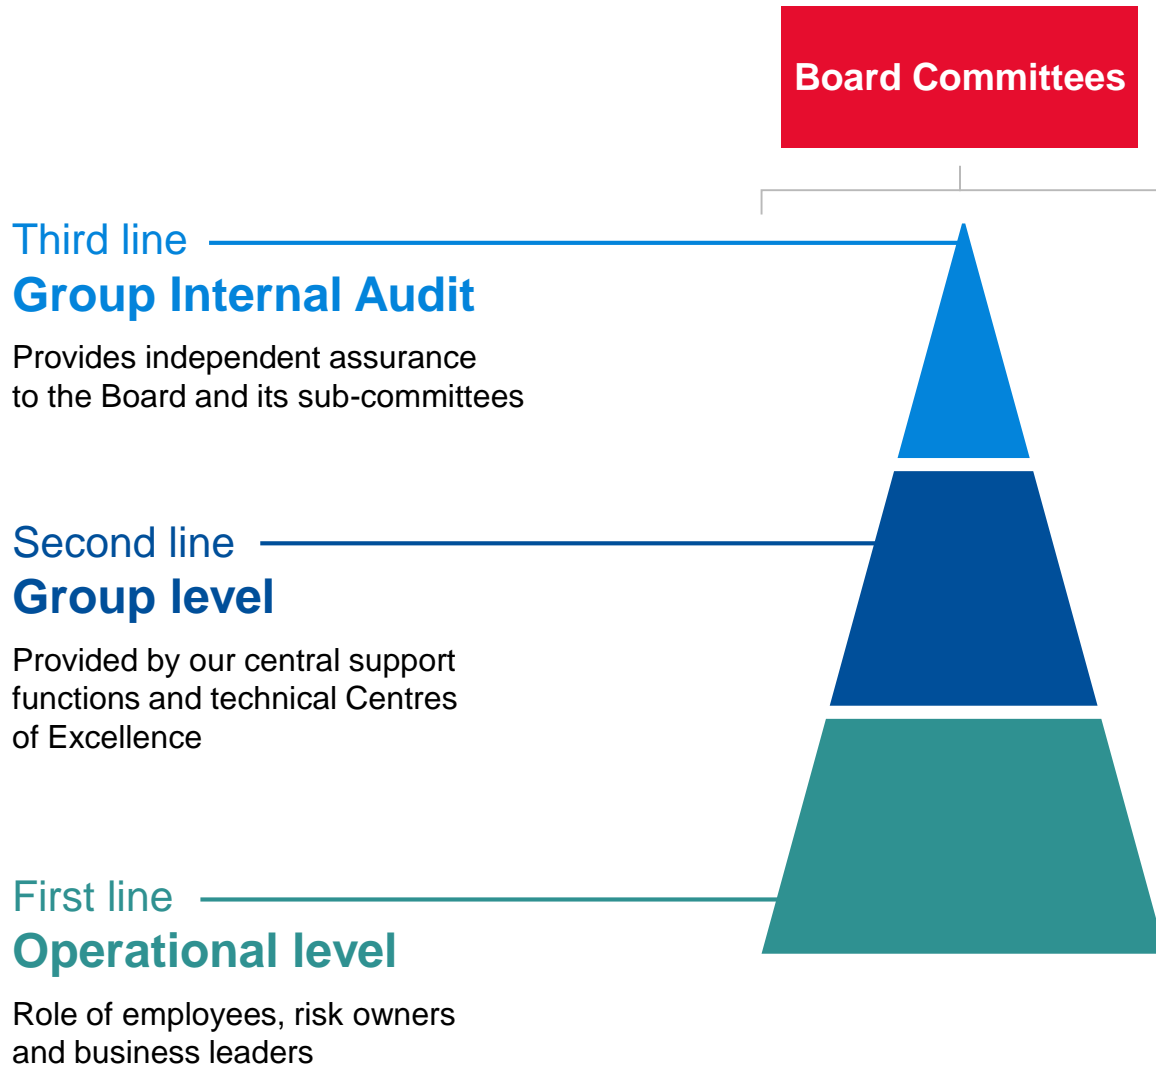 Board Committees
Third line
Group Internal Audit
Provides independent assurance
to the Board and its sub-committees
Second line
Group level
Provided by our central support
functions and technical Centres
of Excellence
First line
Operational level
Role of employees, risk owners
and business leaders